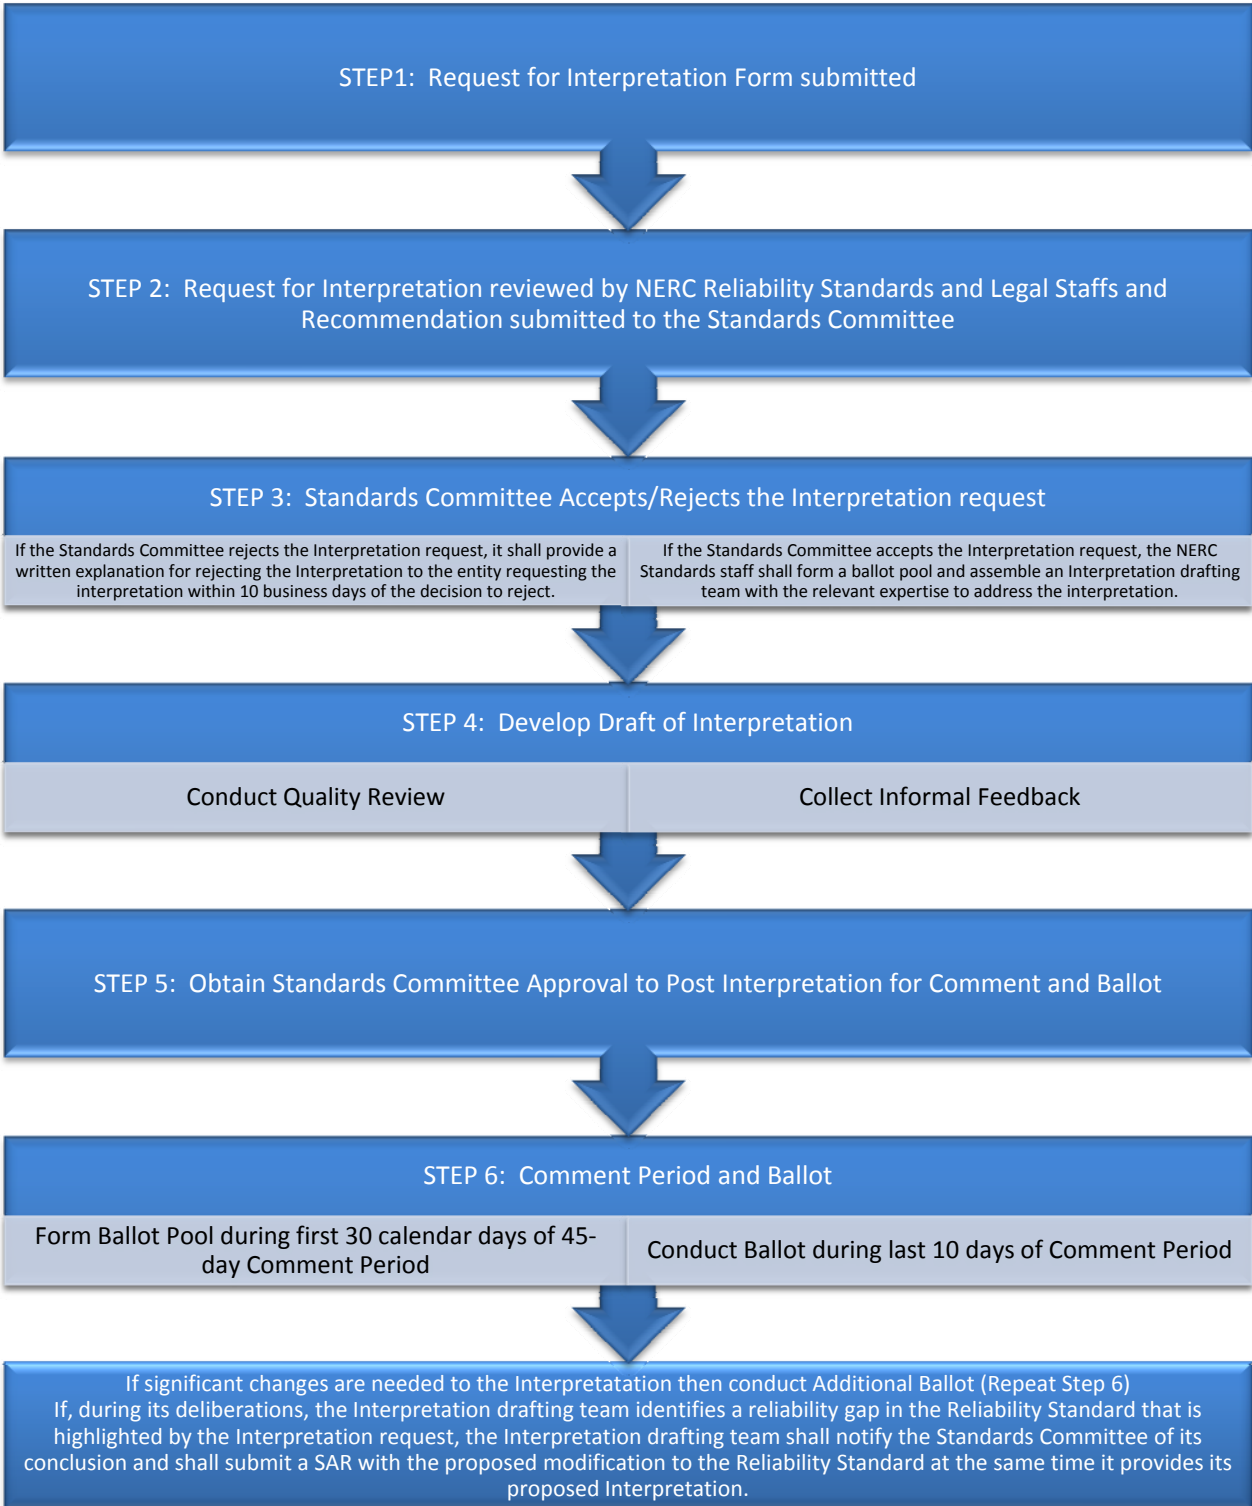 STEP1:  Request for Interpretation Form submitted
STEP 2:  Request for Interpretation reviewed by NERC Reliability Standards and Legal Staffs and
Recommendation submitted to the Standards Committee
STEP 3:  Standards Committee Accepts/Rejects the Interpretation request
If the Standards Committee rejects the Interpretation request, it shall provide a
written explanation for rejecting the Interpretation to the entity requesting the
interpretation within 10 business days of the decision to reject.
If the Standards Committee accepts the Interpretation request, the NERC
Standards staff shall form a ballot pool and assemble an Interpretation drafting
team with the relevant expertise to address the interpretation.
STEP 4:  Develop Draft of Interpretation
Conduct Quality Review
Collect Informal Feedback
STEP 5:  Obtain Standards Committee Approval to Post Interpretation for Comment and Ballot
STEP 6:  Comment Period and Ballot
Form Ballot Pool during first 30 calendar days of 45-
day Comment Period
Conduct Ballot during last 10 days of Comment Period
If significant changes are needed to the Interpretatation then conduct Additional Ballot (Repeat Step 6)
If, during its deliberations, the Interpretation drafting team identifies a reliability gap in the Reliability Standard that is
highlighted by the Interpretation request, the Interpretation drafting team shall notify the Standards Committee of its
conclusion and shall submit a SAR with the proposed modification to the Reliability Standard at the same time it provides its
proposed Interpretation.